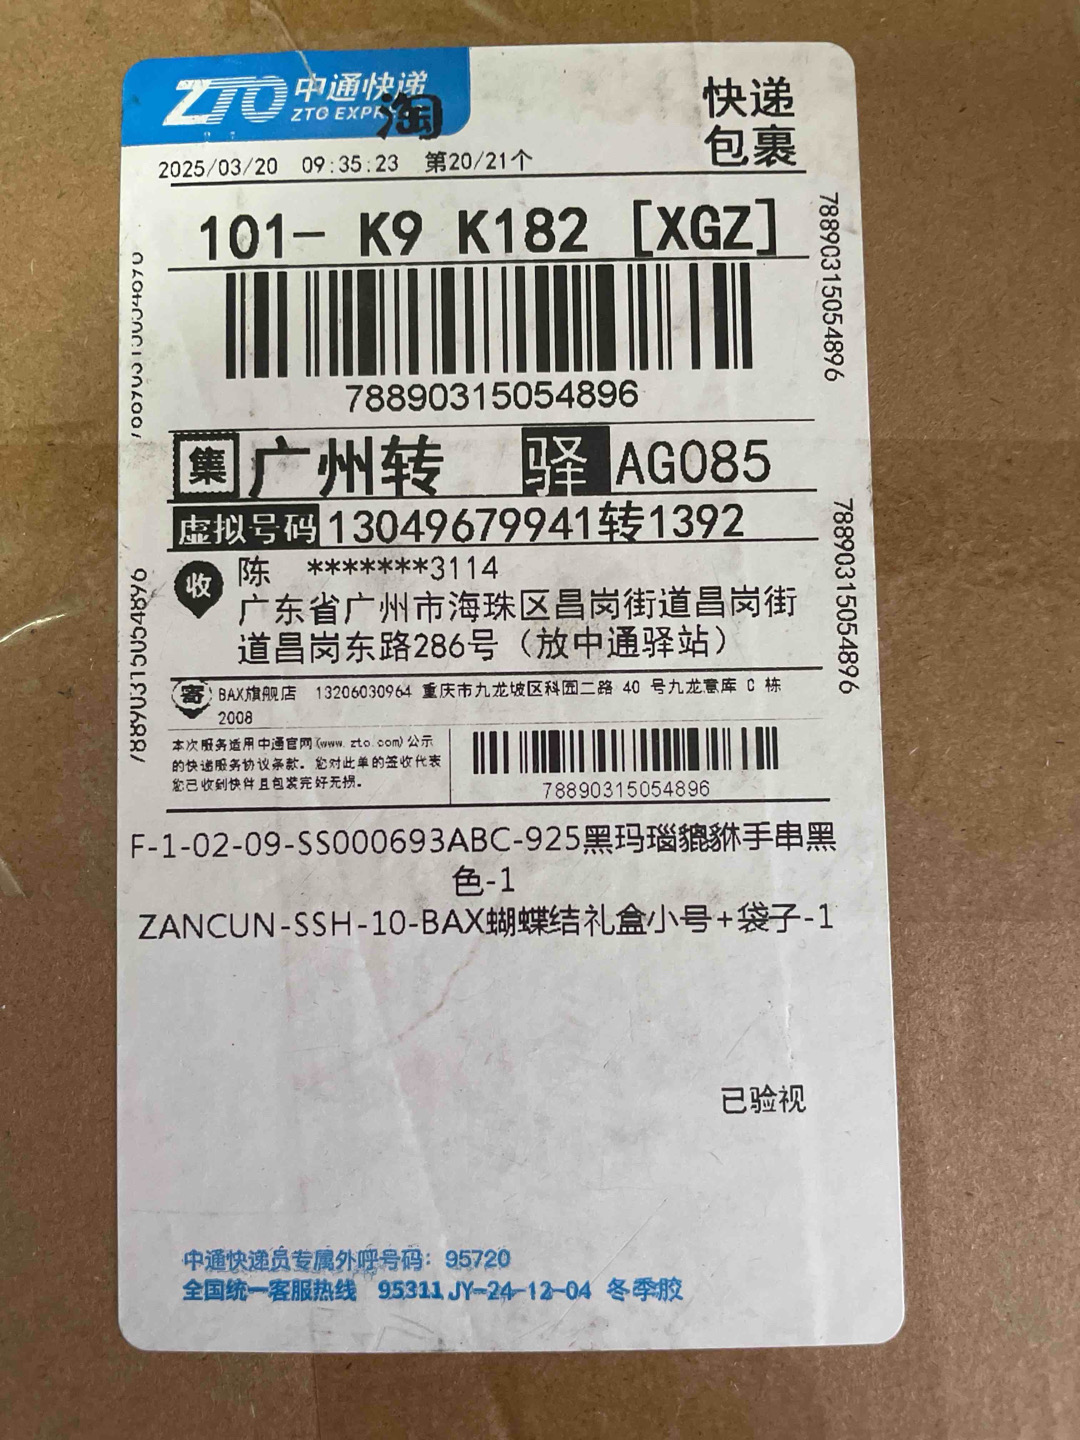 ZTO 中通快递
ZTO EXPR
淘
快递
包裹
2025/03/20 09:35:23 第20/21个
101- K9 K182 [XGZ]
78890315054896
78890315054896
集 广州转 驿 AG085
虚拟号码 13049679941转1392
收 陈 *******3114
广东省广州市海珠区昌岗街道昌岗街
道昌岗东路286号（放中通驿站）
78890315054896
78890315054896
寄 BAX旗舰店 13206030964 重庆市九龙坡区科园二路 40 号九龙意库 C 栋
2008
本次服务适用中通官网(www.zto.com)公示
的快递服务协议条款。您对此单的签收代表
您已收到快件且包装完好无损。
78890315054896
F-1-02-09-SS000693ABC-925黑玛瑙貔貅手串黑
色-1
ZANCUN-SSH-10-BAX蝴蝶结礼盒小号+袋子-1
已验视
中通快递员专属外呼号码：95720
全国统一客服热线 95311 JY-24-12-04 冬季胶